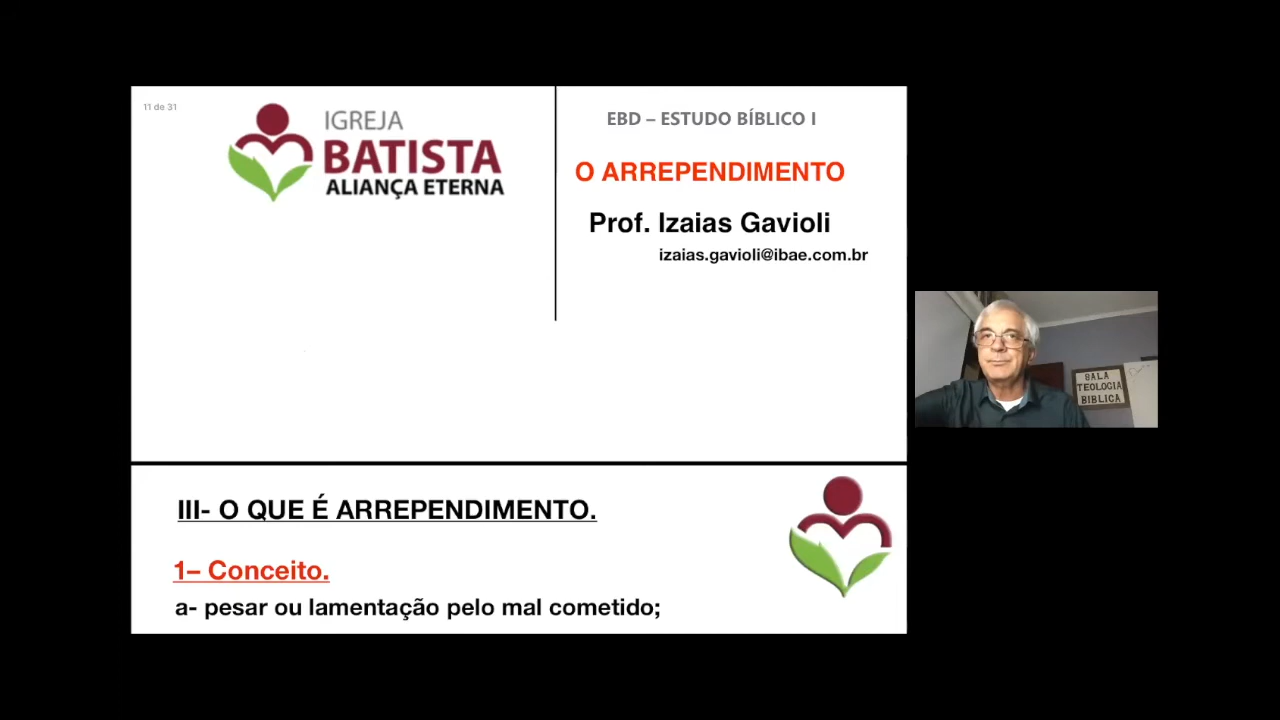 11 de 31
IGREJA
BATISTA
ALIANÇA ETERNA
EBD – ESTUDO BÍBLICO I
O ARREPENDIMENTO
Prof. Izaias Gavioli
izaias.gavioli@ibae.com.br
SALA
TEOLOGIA
BIBLICA
III- O QUE É ARREPENDIMENTO.
1– Conceito.
a- pesar ou lamentação pelo mal cometido;